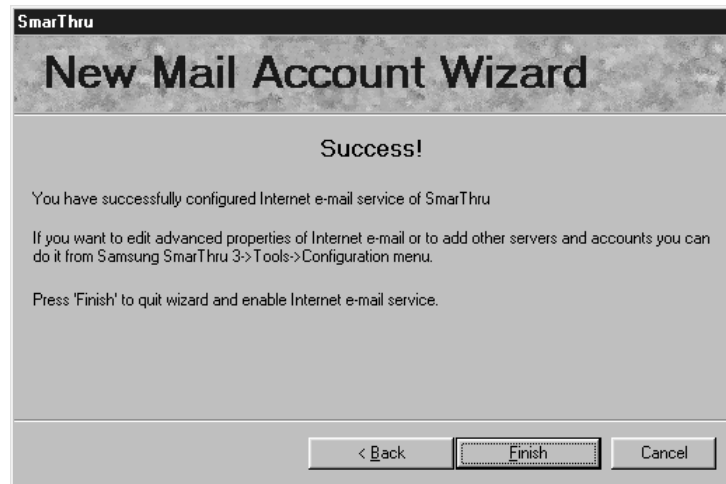 SmarThru
New Mail Account Wizard
Success!
You have successfully configured Internet e-mail service of SmarThru
If you want to edit advanced properties of Internet e-mail or to add other servers and accounts you can
do it from Samsung SmarThru 3->Tools->Configuration menu.
Press 'Finish' to quit wizard and enable Internet e-mail service.
< Back
Finish
Cancel